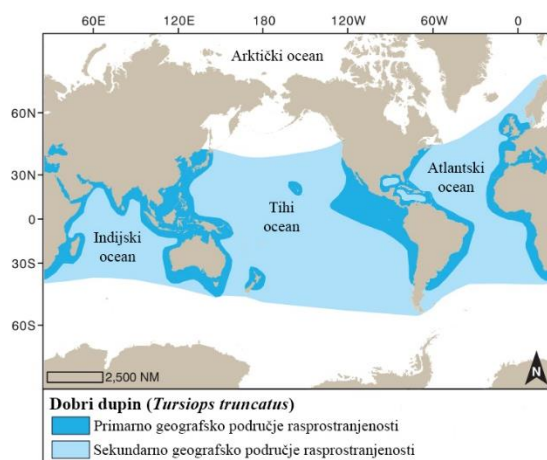 60E 120E 180 120W 60W 0
Arktički ocean
60N
30N
0
30S
60S
Atlantski
ocean
Tihi
ocean
Indijski
ocean
2,500 NM
N
Dobri dupin (Tursiops truncatus)
Primarno geografsko područje rasprostranjenosti
Sekundarno geografsko područje rasprostranjenosti